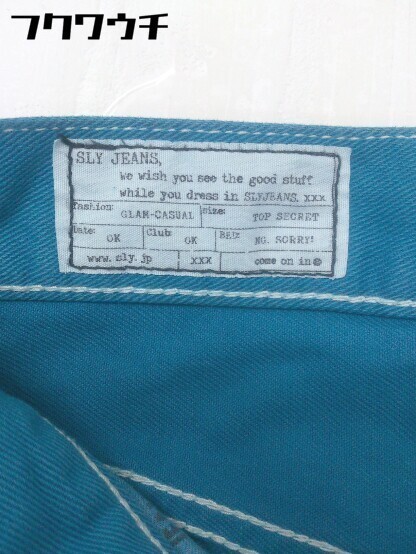 フクワウチ
SLY JEANS,
We wish you see the good stuff
while you dress in SLYJEANS. xxx
Fashion: GLAM-CASUAL Size: TOP SECRET
Date: OK Club: OK BED: NG. SORRY!
www.sly.jp xxx come on in☻